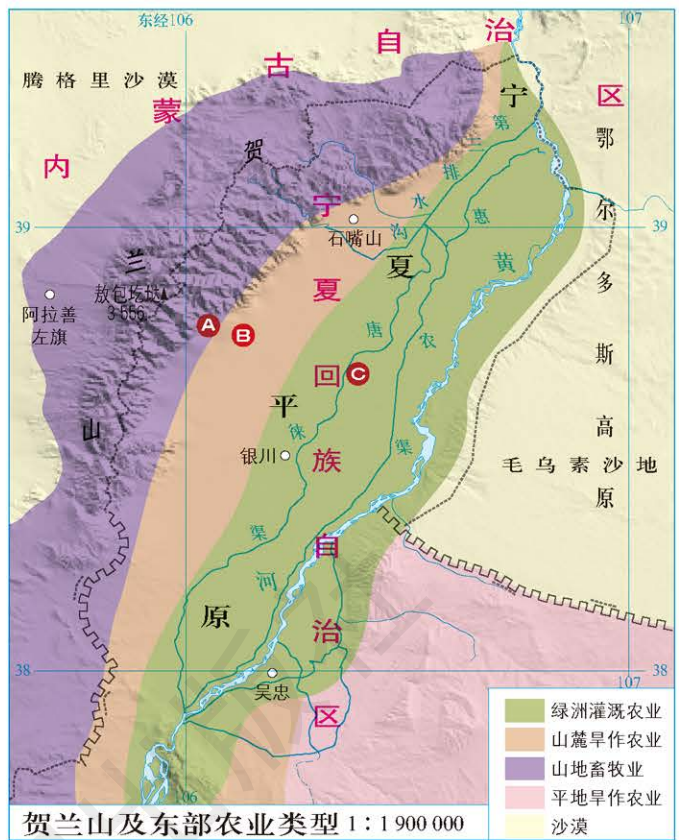 东经106
107
内蒙古自治区
腾格里沙漠
鄂尔多斯高原
贺兰山
宁夏平原
宁夏回族自治区
第三排水沟
惠农渠
唐徕渠
黄河
39
39
石嘴山
敖包圪垯
3 556
阿拉善
左旗
A
B
C
银川
毛乌素沙地
38
38
吴忠
106
107
绿洲灌溉农业
山麓旱作农业
山地畜牧业
平地旱作农业
沙漠
贺兰山及东部农业类型 1:1 900 000